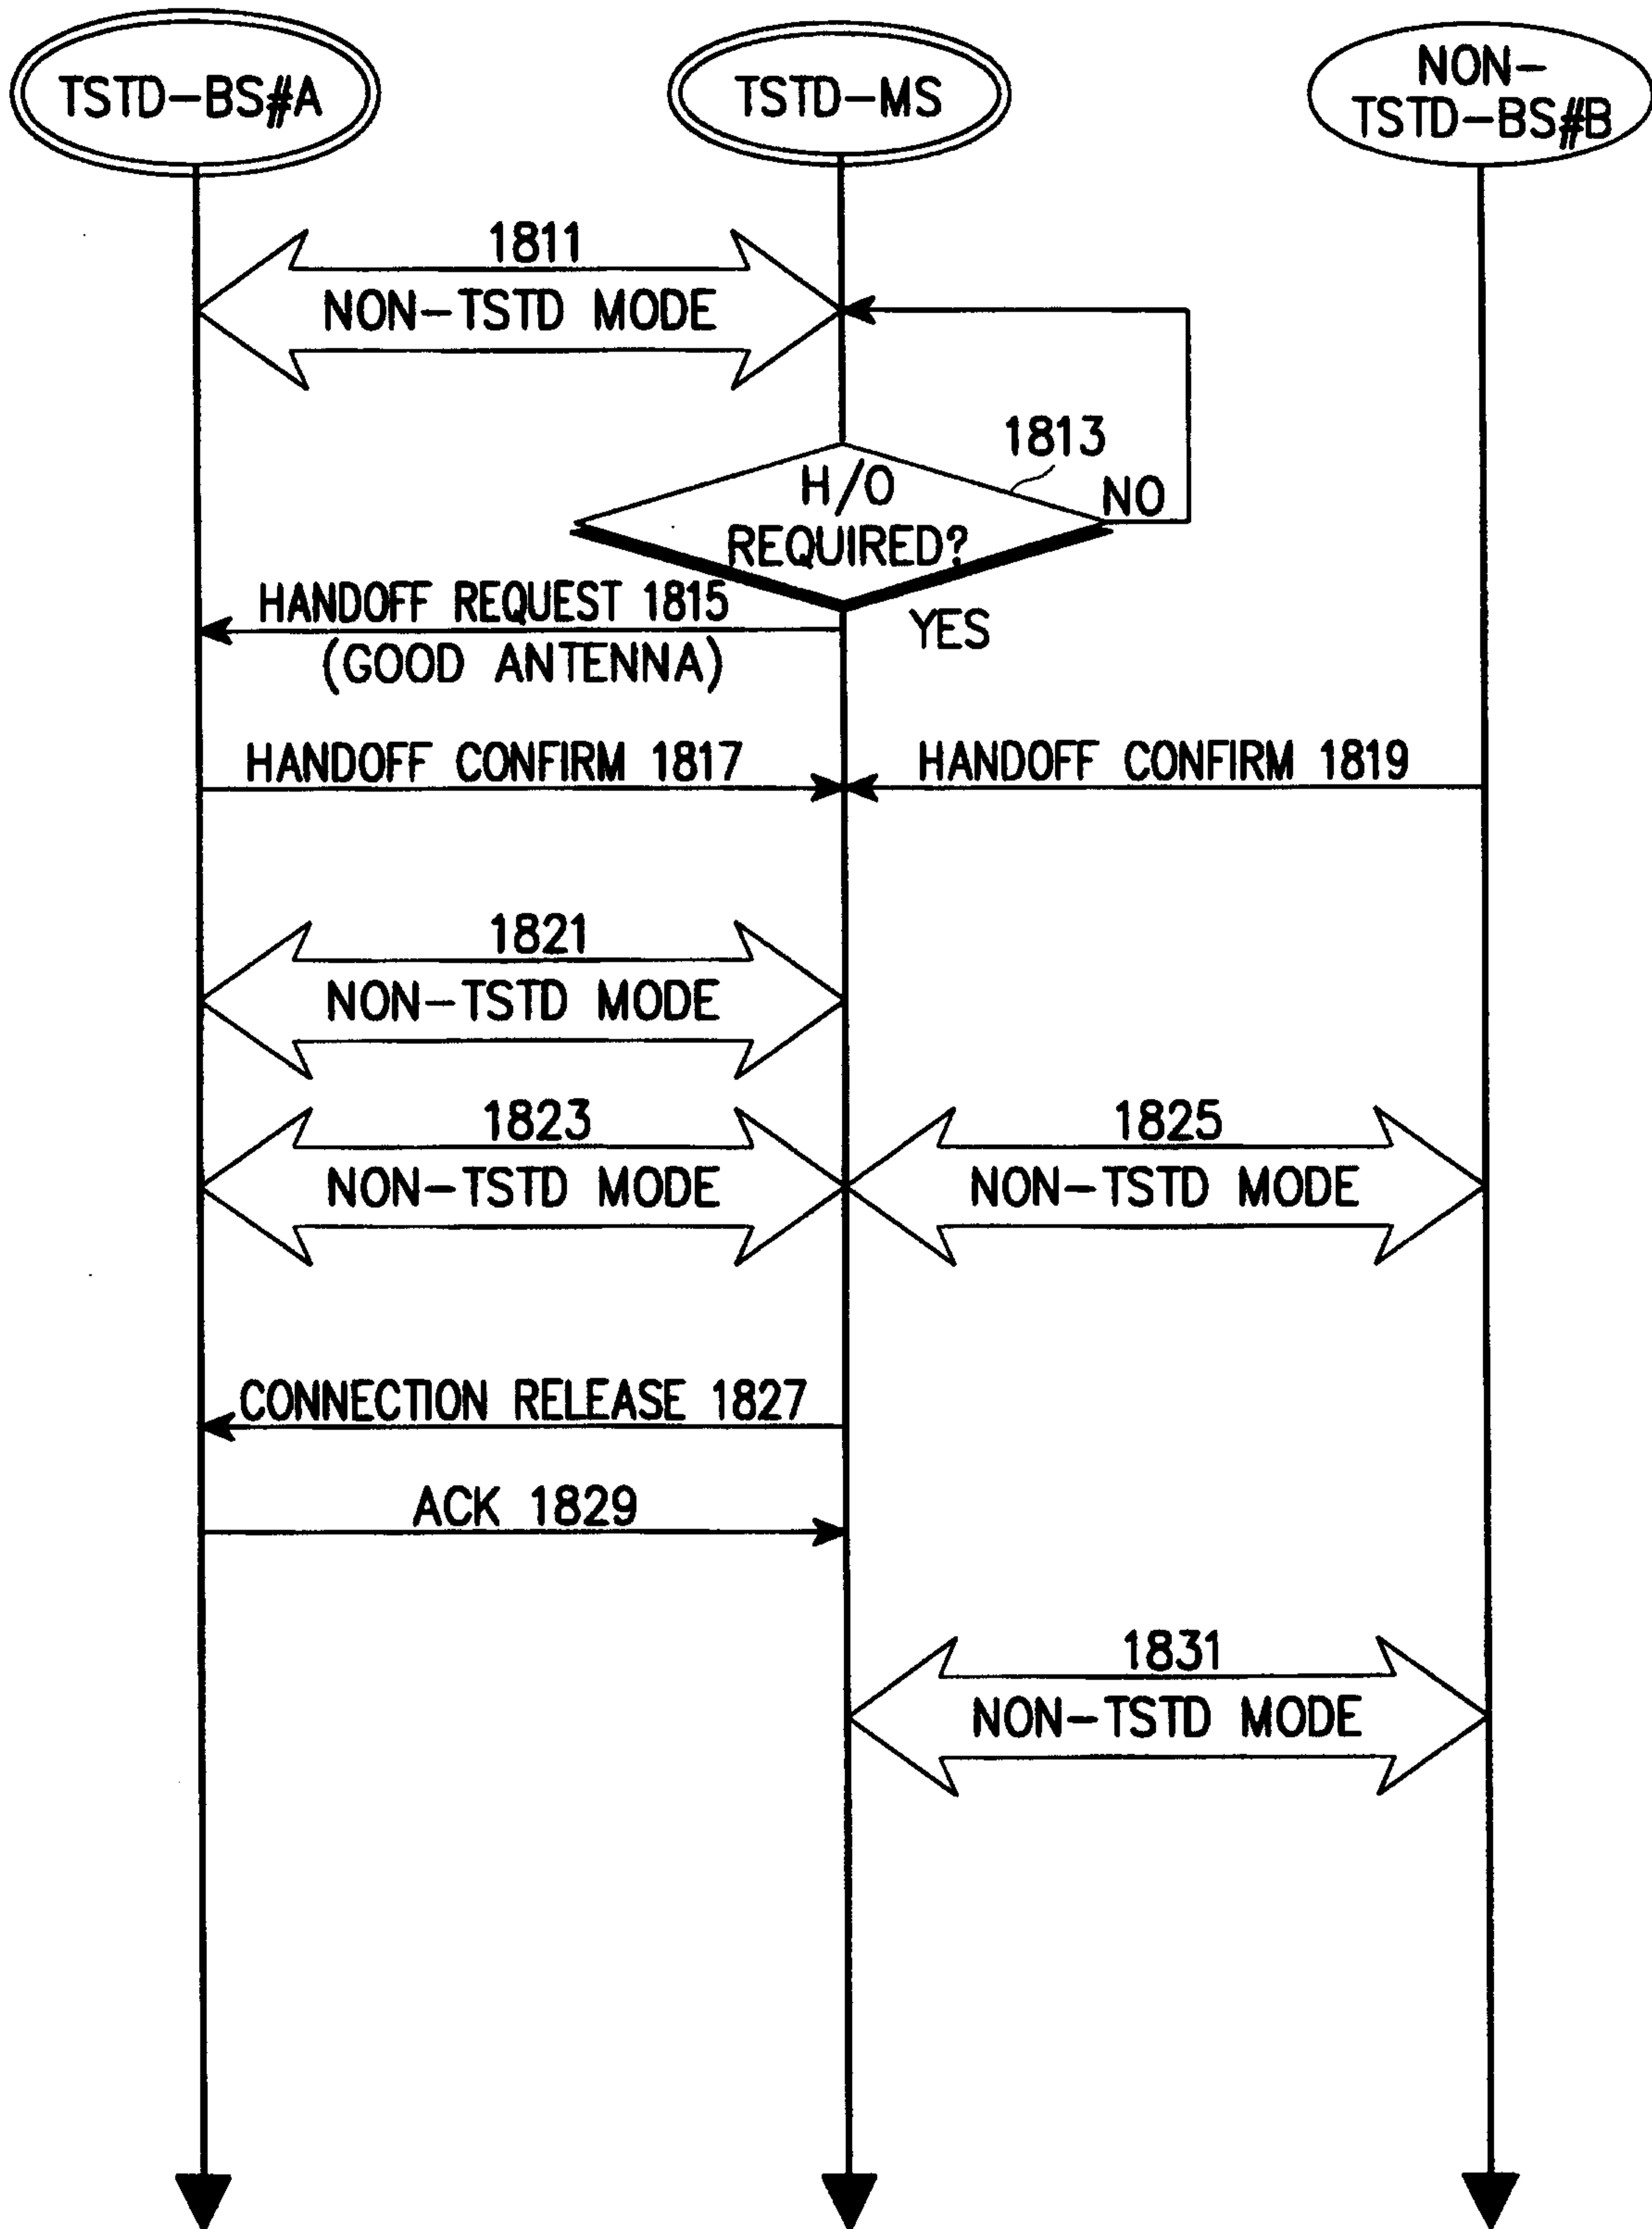 TSTD-BS#A
TSTD-MS
NON-
TSTD-BS#B
1811
NON-TSTD MODE
1813
H/O
REQUIRED?
NO
YES
HANDOFF REQUEST 1815
(GOOD ANTENNA)
HANDOFF CONFIRM 1817
HANDOFF CONFIRM 1819
1821
NON-TSTD MODE
1823
NON-TSTD MODE
1825
NON-TSTD MODE
CONNECTION RELEASE 1827
ACK 1829
1831
NON-TSTD MODE